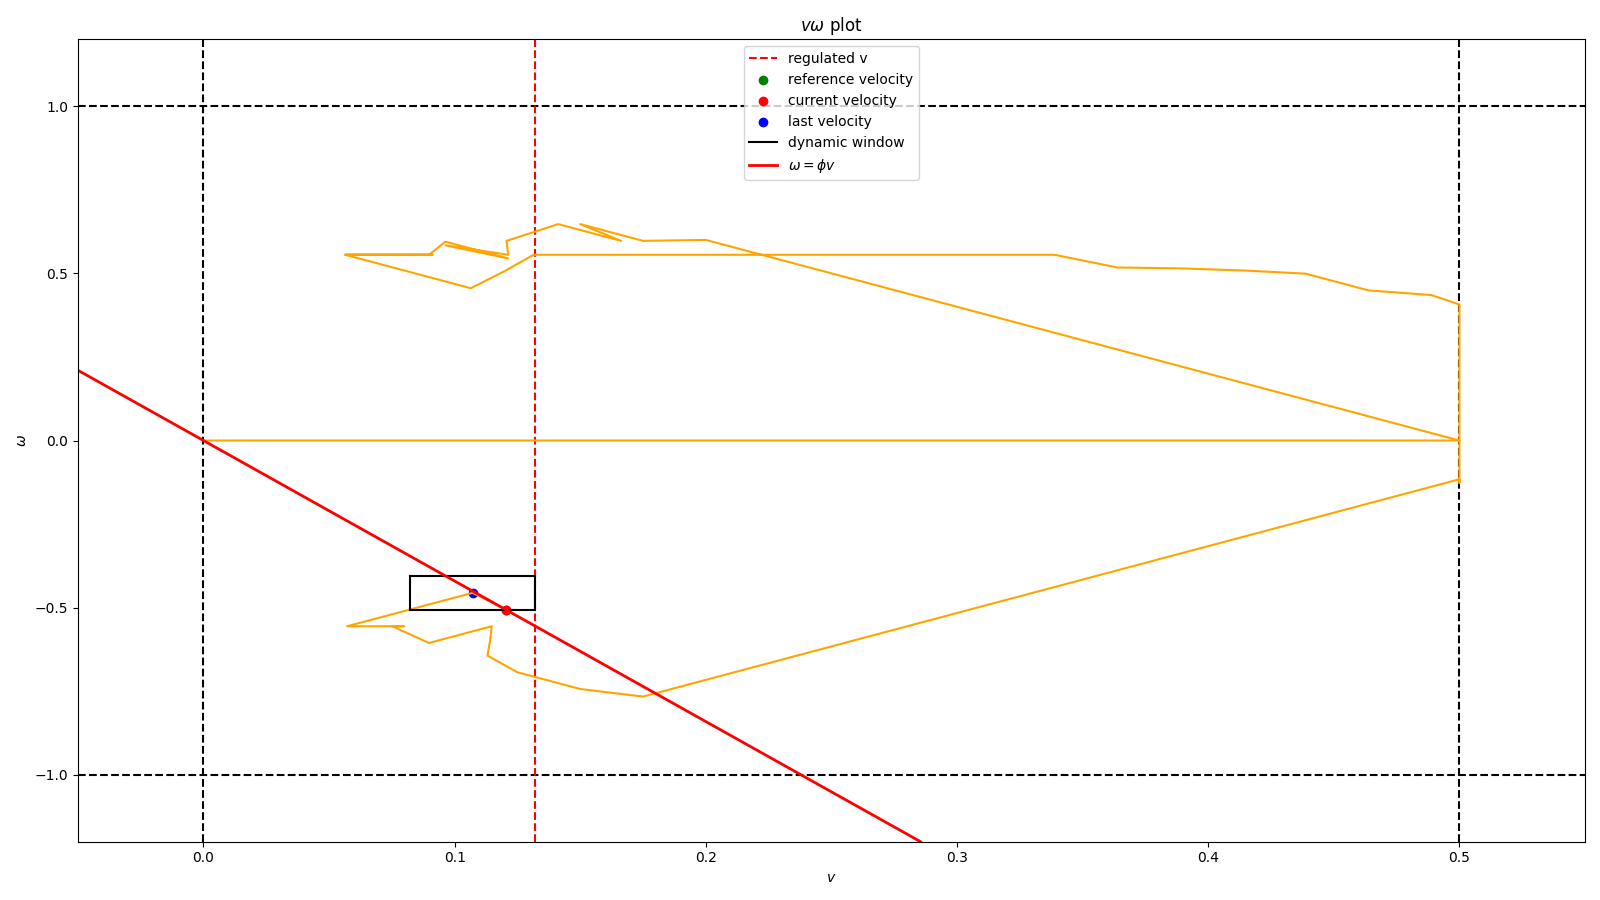 vω plot
regulated v
reference velocity
current velocity
last velocity
dynamic window
ω = ϕv
1.0
0.5
0.0
−0.5
−1.0
ω
0.0 0.1 0.2 0.3 0.4 0.5
v